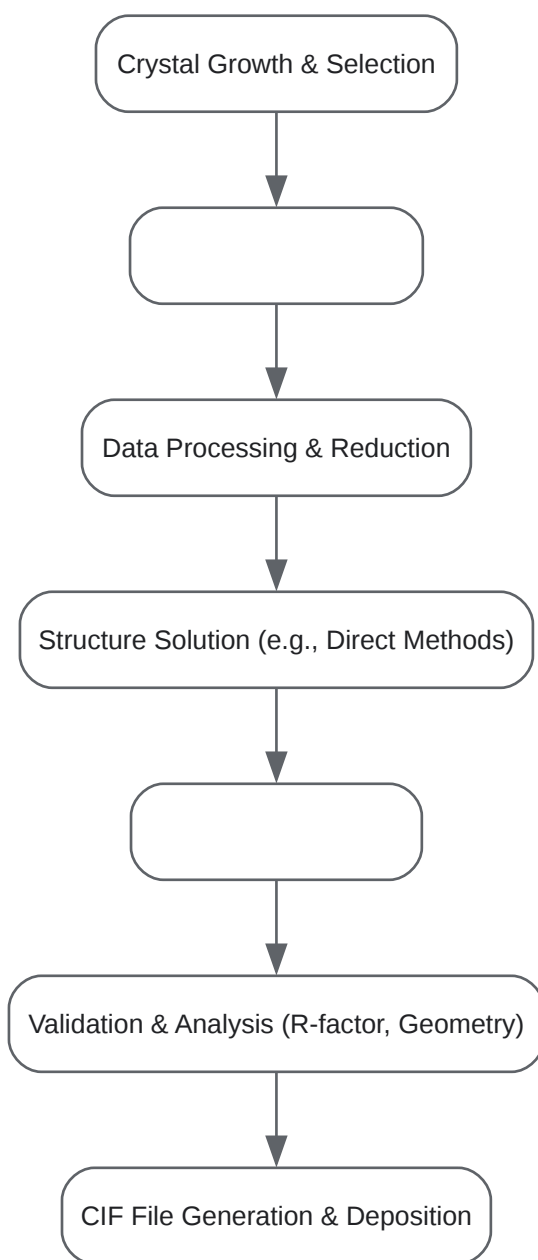 Crystal Growth & Selection
Data Processing & Reduction
Structure Solution (e.g., Direct Methods)
Validation & Analysis (R-factor, Geometry)
CIF File Generation & Deposition